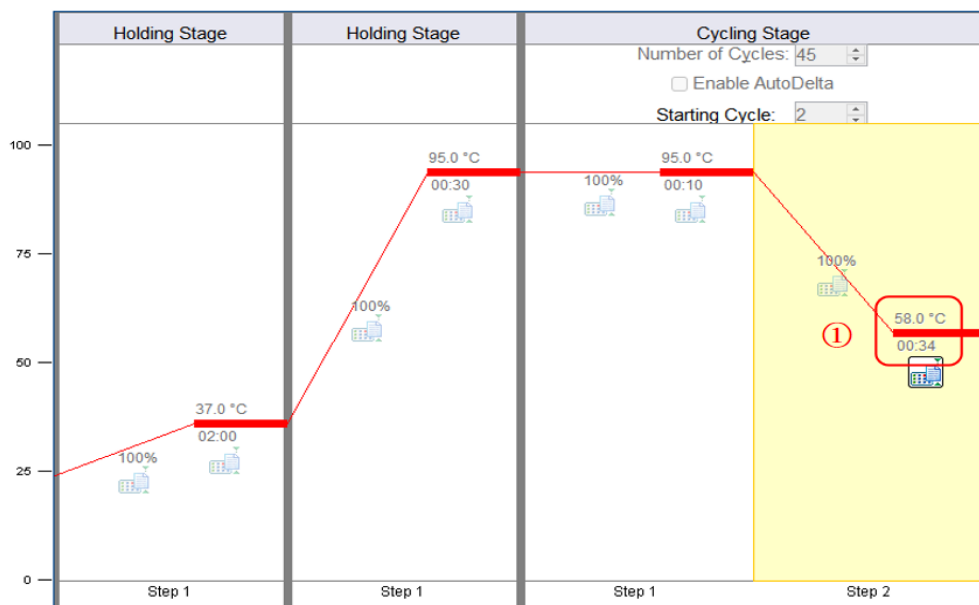 Holding Stage
Holding Stage
Cycling Stage
Number of Cycles: 45
Enable AutoDelta
Starting Cycle: 2
100
75
50
25
0
100%
37.0 °C
02:00
100%
95.0 °C
00:30
100%
95.0 °C
00:10
100%
①
58.0 °C
00:34
Step 1
Step 1
Step 1
Step 2